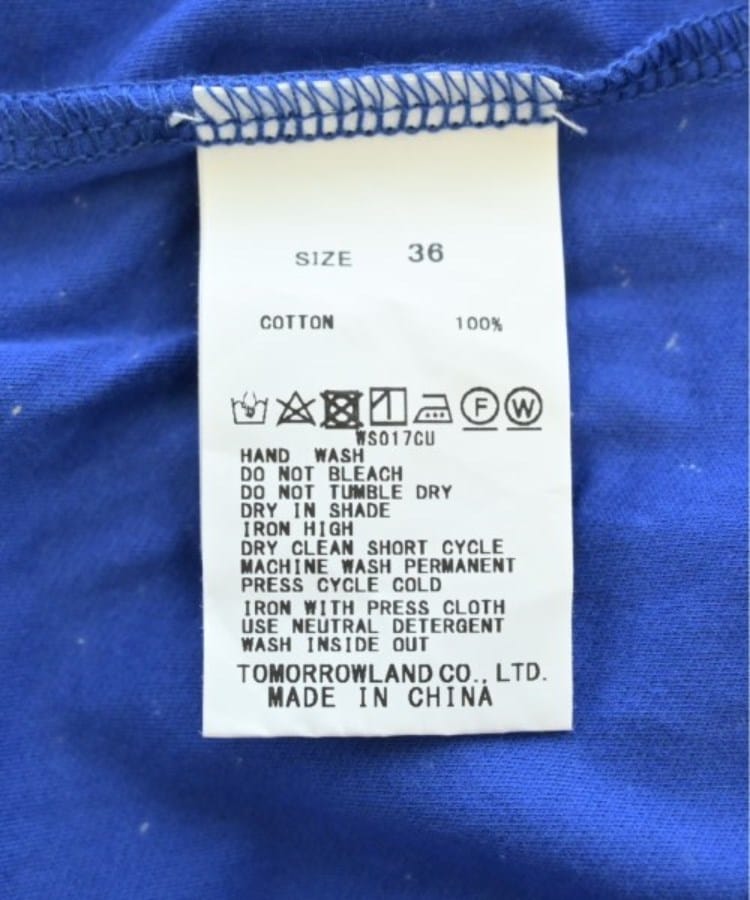 SIZE 36
COTTON 100%
F W
WS017CU
HAND WASH
DO NOT BLEACH
DO NOT TUMBLE DRY
DRY IN SHADE
IRON HIGH
DRY CLEAN SHORT CYCLE
MACHINE WASH PERMANENT
PRESS CYCLE COLD
IRON WITH PRESS CLOTH
USE NEUTRAL DETERGENT
WASH INSIDE OUT
TOMORROWLAND CO., LTD.
MADE IN CHINA